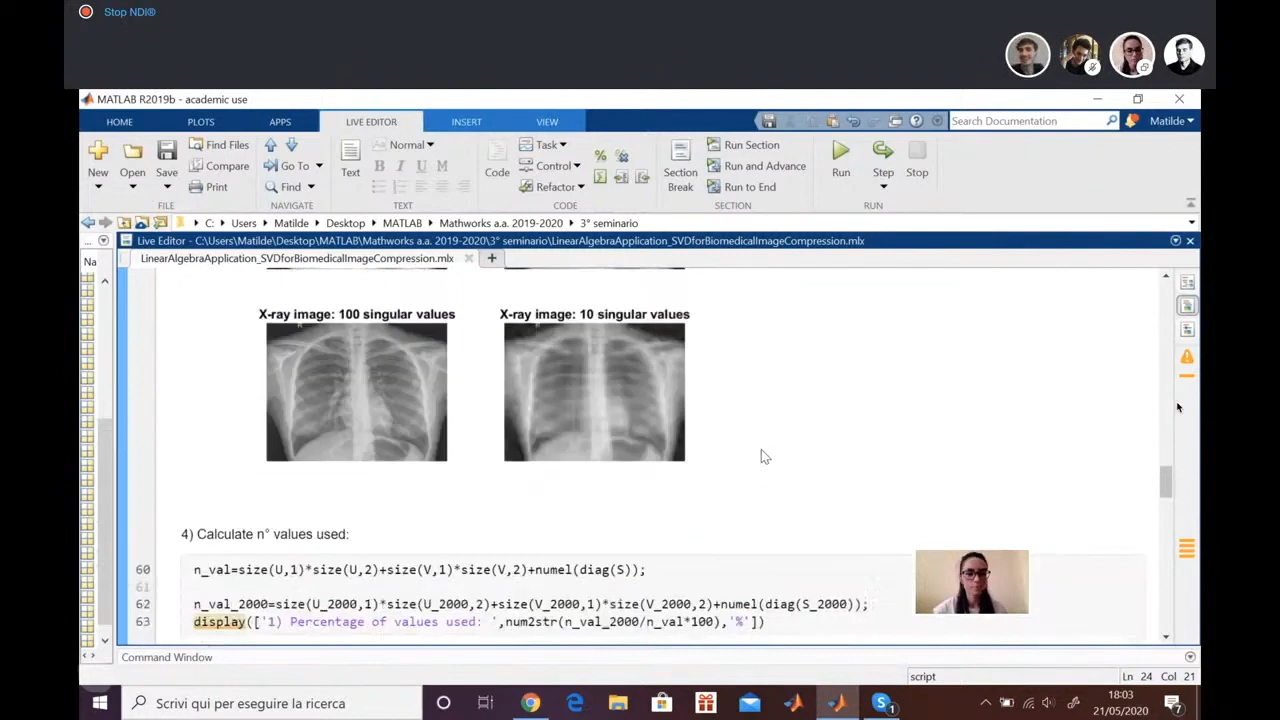 Stop NDI®
MATLAB R2019b - academic use
HOME PLOTS APPS LIVE EDITOR INSERT VIEW Search Documentation Matilde
New Open Save Find Files Compare Print
FILE
Go To Find
NAVIGATE
Text Normal B I U M
TEXT
Code Task Control Refactor
CODE
Section Break Run Section Run and Advance Run to End
SECTION
Run Step Stop
RUN
C: Users Matilde Desktop MATLAB Mathworks a.a. 2019-2020 3° seminario
... Live Editor - C:\Users\Matilde\Desktop\MATLAB\Mathworks a.a. 2019-2020\3° seminario\LinearAlgebraApplication_SVDforBiomedicalImageCompression.mlx
Na LinearAlgebraApplication_SVDforBiomedicalImageCompression.mlx
X-ray image: 100 singular values X-ray image: 10 singular values
4) Calculate n° values used:
60 n_val=size(U,1)*size(U,2)+size(V,1)*size(V,2)+numel(diag(S));
61
62 n_val_2000=size(U_2000,1)*size(U_2000,2)+size(V_2000,1)*size(V_2000,2)+numel(diag(S_2000));
63 display(['1) Percentage of values used: ',num2str(n_val_2000/n_val*100),'%'])
Command Window
script Ln 24 Col 21
Scrivi qui per eseguire la ricerca
1
18:03
21/05/2020
7